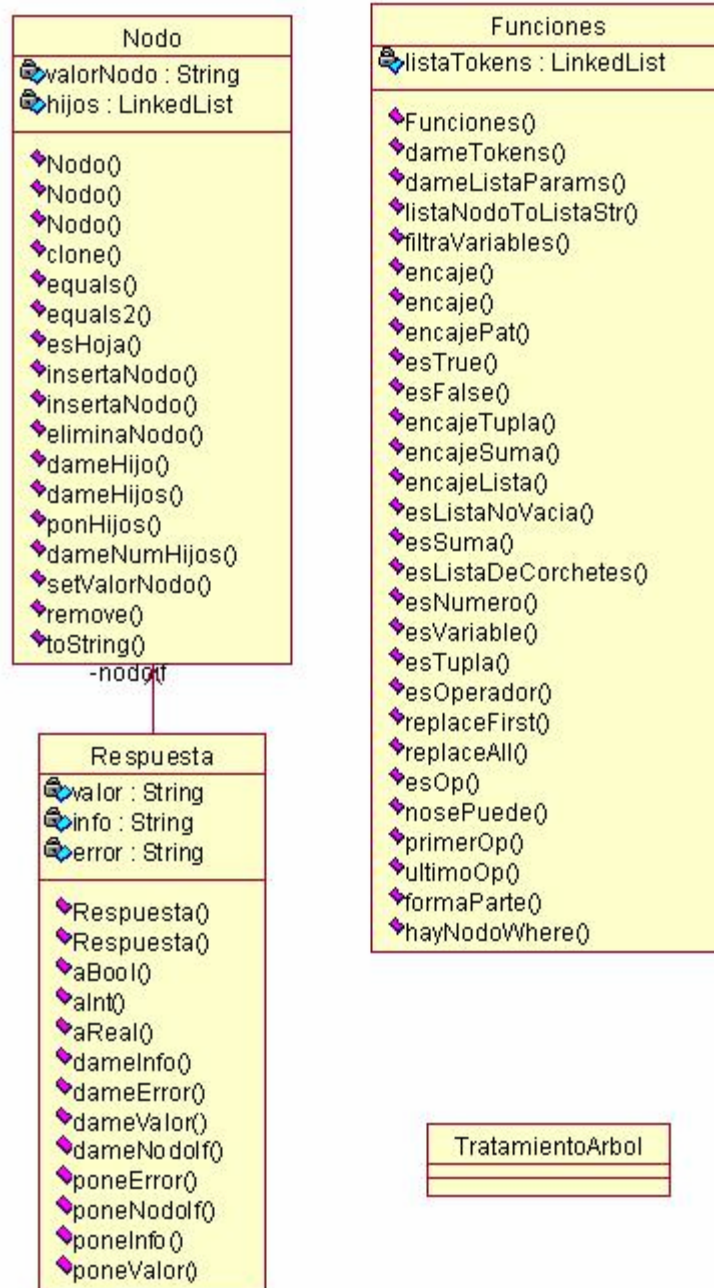 Nodo
valorNodo : String
hijos : LinkedList
Nodo()
Nodo()
Nodo()
clone()
equals()
equals2()
esHoja()
insertaNodo()
insertaNodo()
eliminaNodo()
dameHijo()
dameHijos()
ponHijos()
dameNumHijos()
setValorNodo()
remove()
toString()
-nodoIf
Respuesta
valor : String
info : String
error : String
Respuesta()
Respuesta()
aBool()
aInt()
aReal()
dameInfo()
dameError()
dameValor()
dameNodoIf()
poneError()
poneNodoIf()
poneInfo()
poneValor()
Funciones
listaTokens : LinkedList
Funciones()
dameTokens()
dameListaParams()
listaNodoToListaStr()
filtraVariables()
encaje()
encaje()
encajePat()
esTrue()
esFalse()
encajeTupla()
encajeSuma()
encajeLista()
esListaNoVacia()
esSuma()
esListaDeCorchetes()
esNumero()
esVariable()
esTupla()
esOperador()
replaceFirst()
replaceAll()
esOp()
nosePuede()
primerOp()
ultimoOp()
formaParte()
hayNodoWhere()
TratamientoArbol